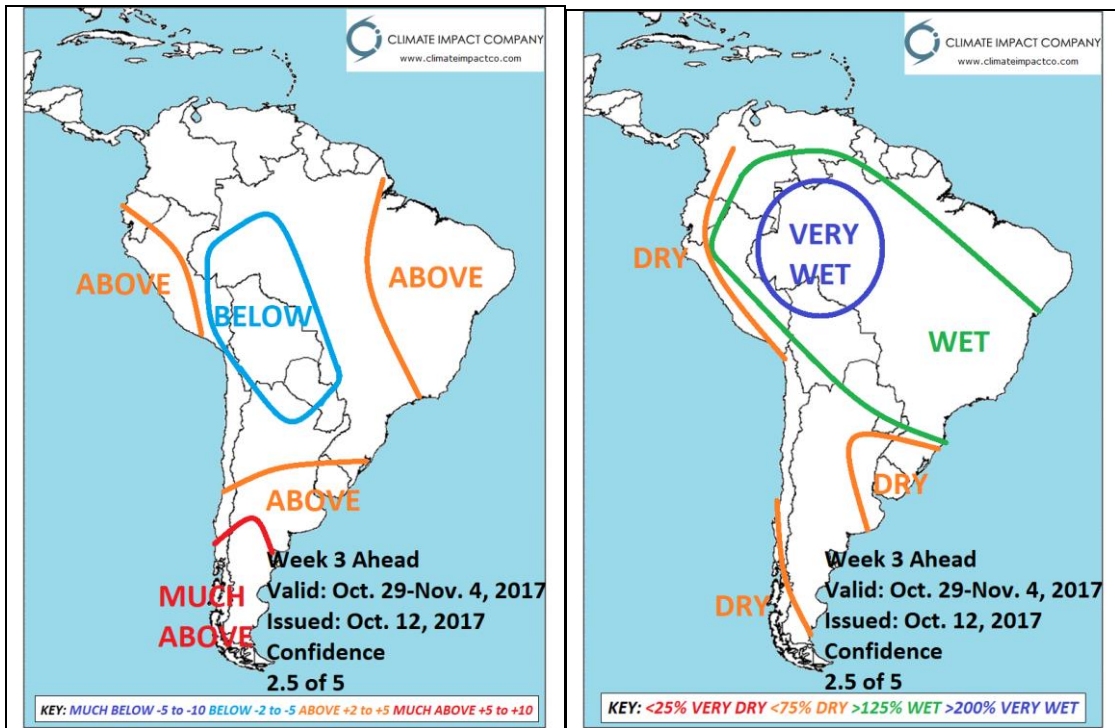 CLIMATE IMPACT COMPANY
www.climateimpactco.com
ABOVE
BELOW
ABOVE
ABOVE
MUCH
ABOVE
Week 3 Ahead
Valid: Oct. 29-Nov. 4, 2017
Issued: Oct. 12, 2017
Confidence
2.5 of 5
KEY: MUCH BELOW -5 to -10 BELOW -2 to -5 ABOVE +2 to +5 MUCH ABOVE +5 to +10
CLIMATE IMPACT COMPANY
www.climateimpactco.com
DRY
VERY
WET
WET
DRY
DRY
Week 3 Ahead
Valid: Oct. 29-Nov. 4, 2017
Issued: Oct. 12, 2017
Confidence
2.5 of 5
KEY: <25% VERY DRY <75% DRY >125% WET >200% VERY WET